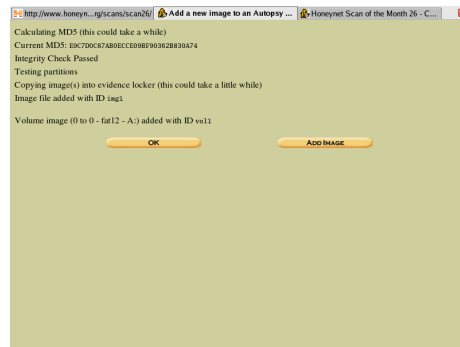 http://www.honeyn...rg/scans/scan26/ Add a new image to an Autopsy ... Honeynet Scan of the Month 26 - C...
Calculating MD5 (this could take a while)
Current MD5: E9C7D0C87AB0ECCE09BF90362B830A74
Integrity Check Passed
Testing partitions
Copying image(s) into evidence locker (this could take a little while)
Image file added with ID img1
Volume image (0 to 0 - fat12 - A:) added with ID vol1
OK ADD IMAGE